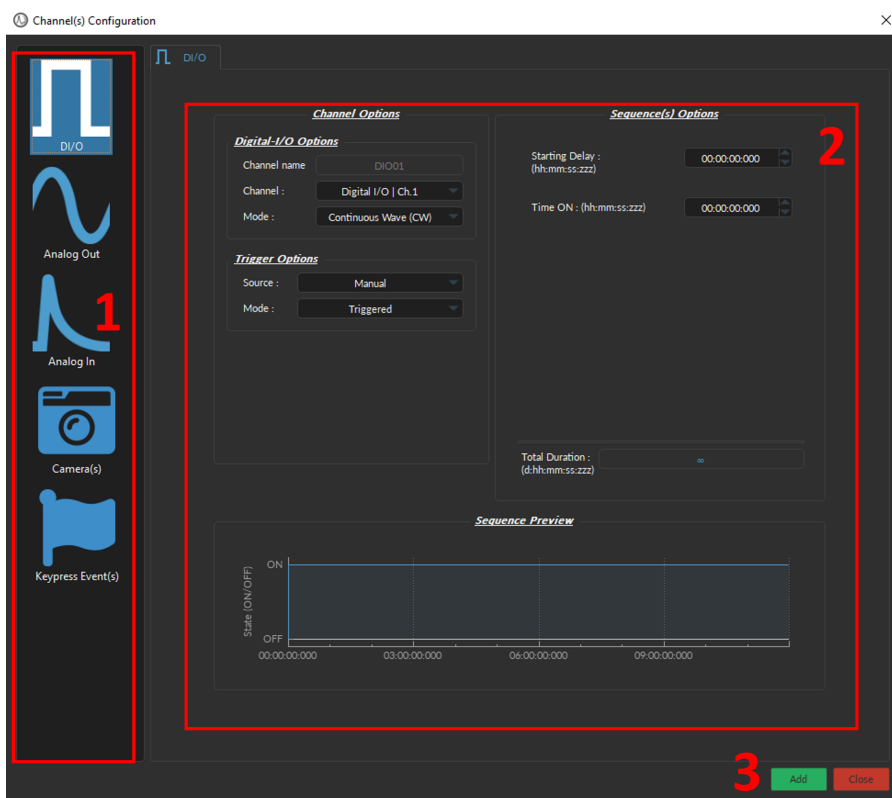 Channel(s) Configuration
DI/O
DI/O
Analog Out
1
Analog In
Camera(s)
Keypress Event(s)
Channel Options
Digital-I/O Options
Channel name DIO01
Channel : Digital I/O | Ch.1
Mode : Continuous Wave (CW)
Trigger Options
Source : Manual
Mode : Triggered
Sequence(s) Options
2
Starting Delay : 00:00:00:000
(hh:mm:ss:zzz)
Time ON : (hh:mm:ss:zzz) 00:00:00:000
Total Duration : ∞
(d:hh:mm:ss:zzz)
Sequence Preview
State (ON/OFF)
ON
OFF
00:00:00:000 03:00:00:000 06:00:00:000 09:00:00:000
3
Add Close